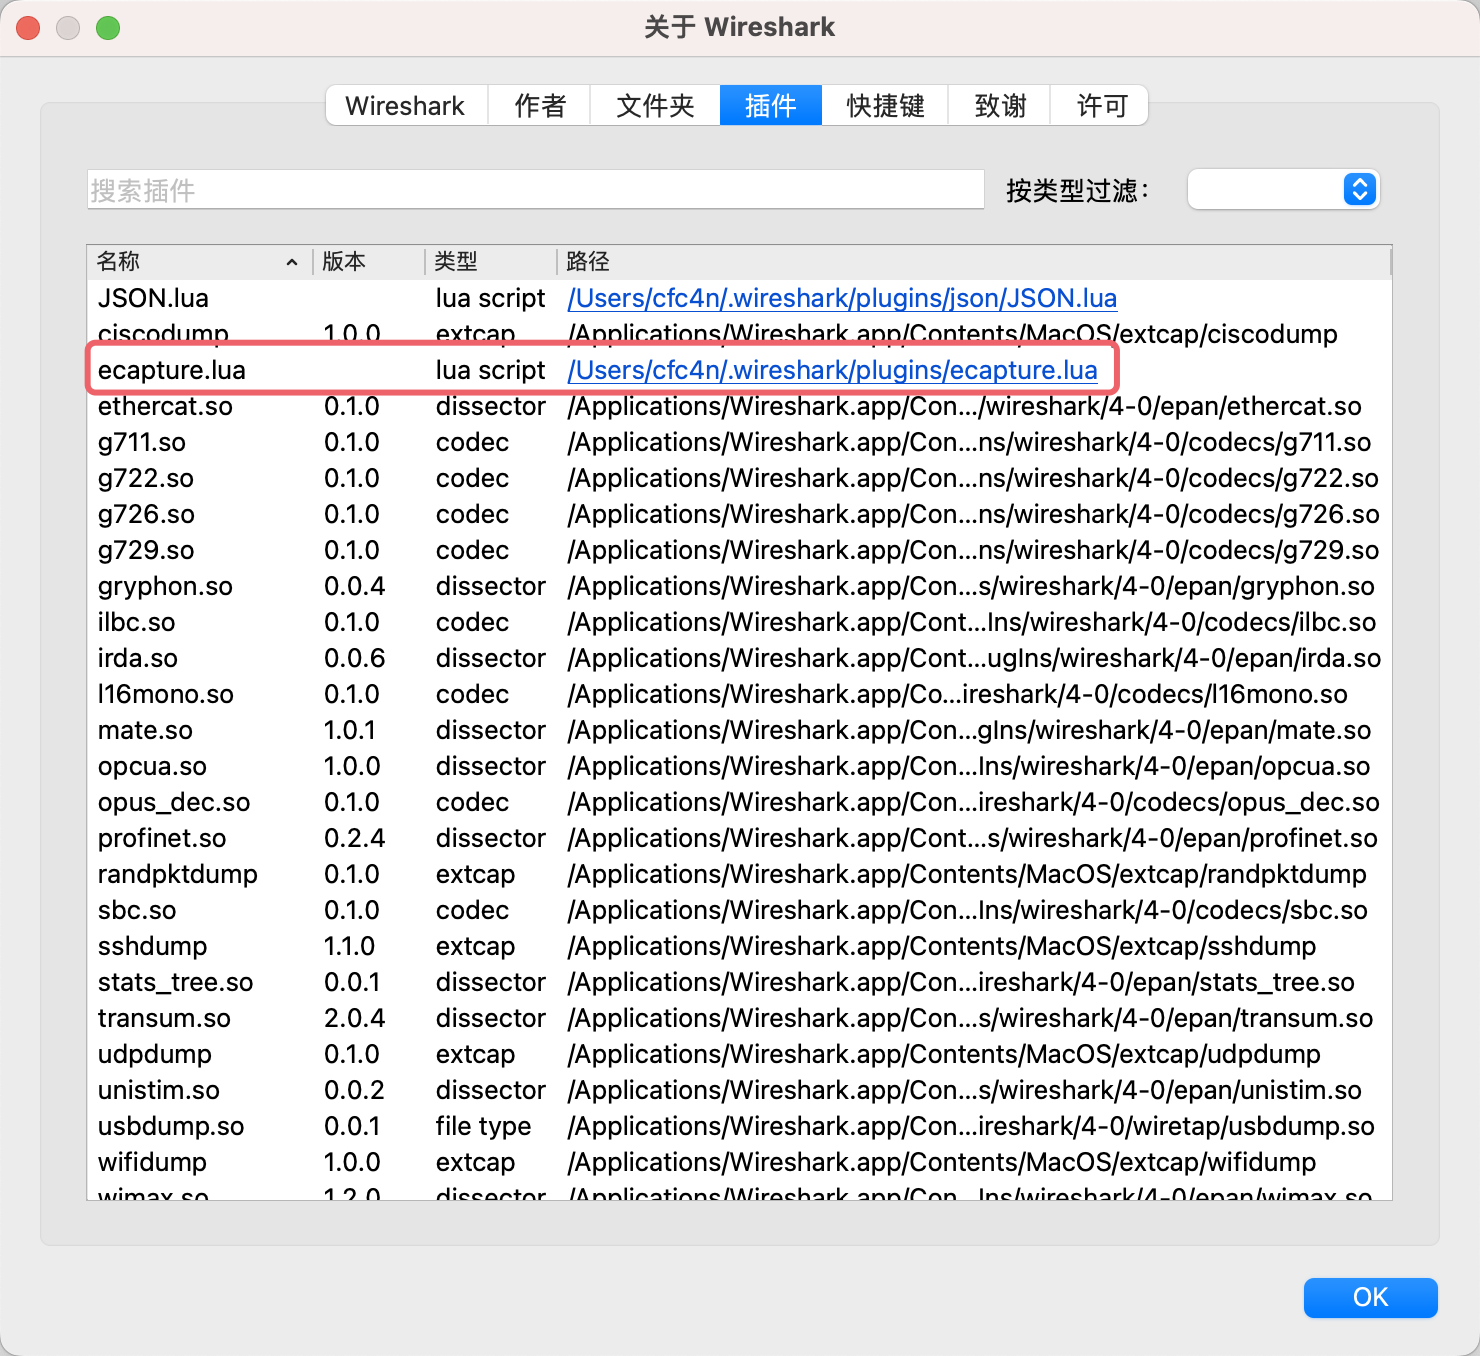 关于 Wireshark
Wireshark 作者 文件夹 插件 快捷键 致谢 许可
搜索插件 按类型过滤：
名称 版本 类型 路径
JSON.lua lua script /Users/cfc4n/.wireshark/plugins/json/JSON.lua
ciscodump 1.0.0 extcap /Applications/Wireshark.app/Contents/MacOS/extcap/ciscodump
ecapture.lua lua script /Users/cfc4n/.wireshark/plugins/ecapture.lua
ethercat.so 0.1.0 dissector /Applications/Wireshark.app/Con.../wireshark/4-0/epan/ethercat.so
g711.so 0.1.0 codec /Applications/Wireshark.app/Con...ns/wireshark/4-0/codecs/g711.so
g722.so 0.1.0 codec /Applications/Wireshark.app/Con...ns/wireshark/4-0/codecs/g722.so
g726.so 0.1.0 codec /Applications/Wireshark.app/Con...ns/wireshark/4-0/codecs/g726.so
g729.so 0.1.0 codec /Applications/Wireshark.app/Con...ns/wireshark/4-0/codecs/g729.so
gryphon.so 0.0.4 dissector /Applications/Wireshark.app/Con...s/wireshark/4-0/epan/gryphon.so
ilbc.so 0.1.0 codec /Applications/Wireshark.app/Cont...Ins/wireshark/4-0/codecs/ilbc.so
irda.so 0.0.6 dissector /Applications/Wireshark.app/Cont...ugIns/wireshark/4-0/epan/irda.so
l16mono.so 0.1.0 codec /Applications/Wireshark.app/Co...ireshark/4-0/codecs/l16mono.so
mate.so 1.0.1 dissector /Applications/Wireshark.app/Con...gIns/wireshark/4-0/epan/mate.so
opcua.so 1.0.0 dissector /Applications/Wireshark.app/Con...Ins/wireshark/4-0/epan/opcua.so
opus_dec.so 0.1.0 codec /Applications/Wireshark.app/Con...ireshark/4-0/codecs/opus_dec.so
profinet.so 0.2.4 dissector /Applications/Wireshark.app/Cont...s/wireshark/4-0/epan/profinet.so
randpktdump 0.1.0 extcap /Applications/Wireshark.app/Contents/MacOS/extcap/randpktdump
sbc.so 0.1.0 codec /Applications/Wireshark.app/Con...Ins/wireshark/4-0/codecs/sbc.so
sshdump 1.1.0 extcap /Applications/Wireshark.app/Contents/MacOS/extcap/sshdump
stats_tree.so 0.0.1 dissector /Applications/Wireshark.app/Con...ireshark/4-0/epan/stats_tree.so
transum.so 2.0.4 dissector /Applications/Wireshark.app/Con...s/wireshark/4-0/epan/transum.so
udpdump 0.1.0 extcap /Applications/Wireshark.app/Contents/MacOS/extcap/udpdump
unistim.so 0.0.2 dissector /Applications/Wireshark.app/Con...s/wireshark/4-0/epan/unistim.so
usbdump.so 0.0.1 file type /Applications/Wireshark.app/Con...ireshark/4-0/wiretap/usbdump.so
wifidump 1.0.0 extcap /Applications/Wireshark.app/Contents/MacOS/extcap/wifidump
wimax.so 1.2.0 dissector /Applications/Wireshark.app/Con...Ins/wireshark/4-0/epan/wimax.so
OK